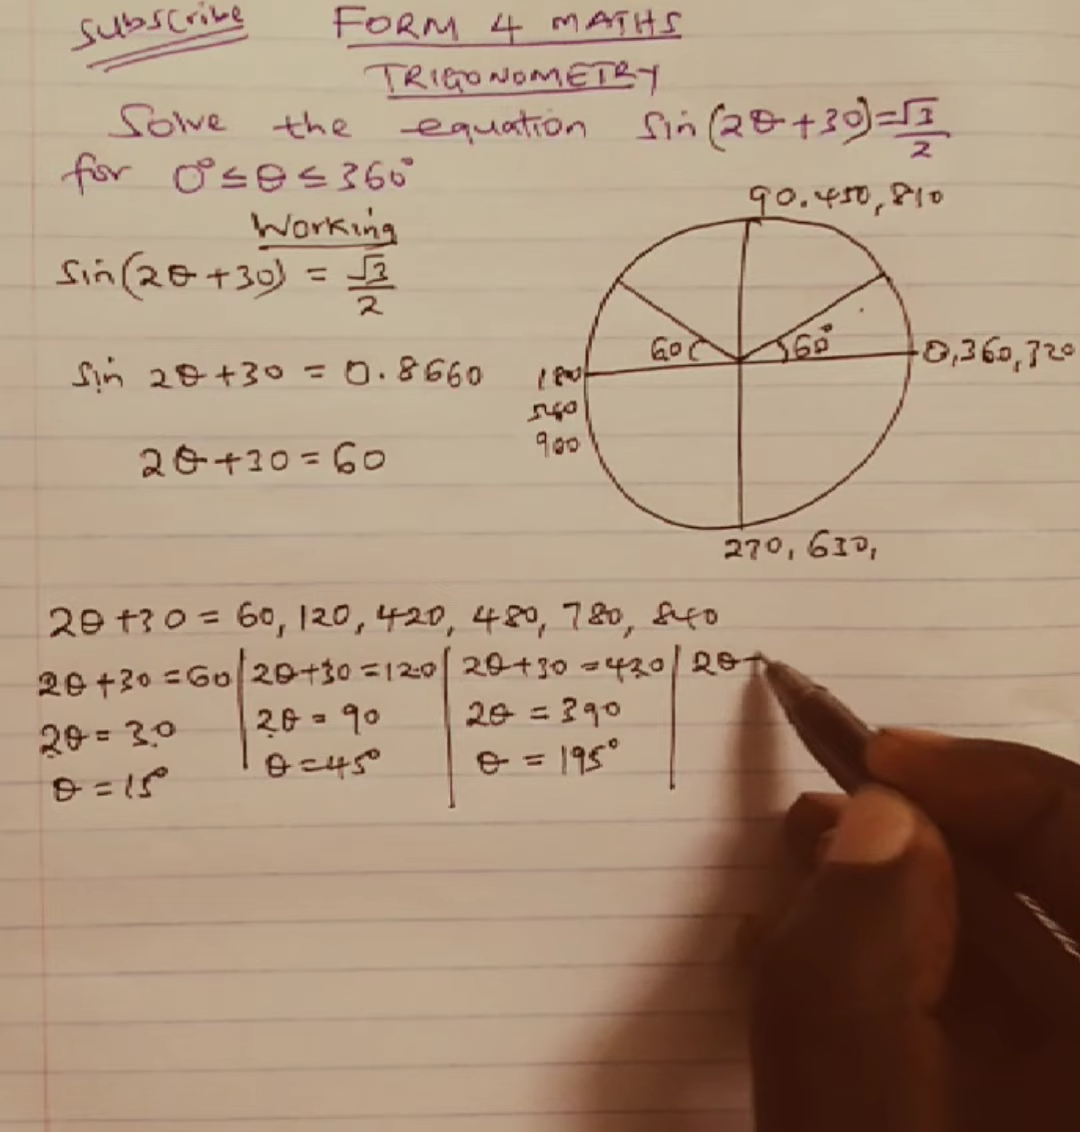 Subscribe FORM 4 MATHS
TRIGONOMETRY
Solve the equation sin(2θ+30)=√3/2
for 0°≤θ≤360°
Working
sin(2θ+30) = √3/2
sin 2θ+30 = 0.8660
2θ+30 = 60
90.450,810
60 60°
0,360,720
180
540
900
270, 630,
2θ+30 = 60, 120, 420, 480, 780, 840
2θ+30 = 60 | 2θ+30 = 120 | 2θ+30 = 420 | 2θ+
2θ = 30 | 2θ = 90 | 2θ = 390
θ = 15° | θ = 45° | θ = 195°